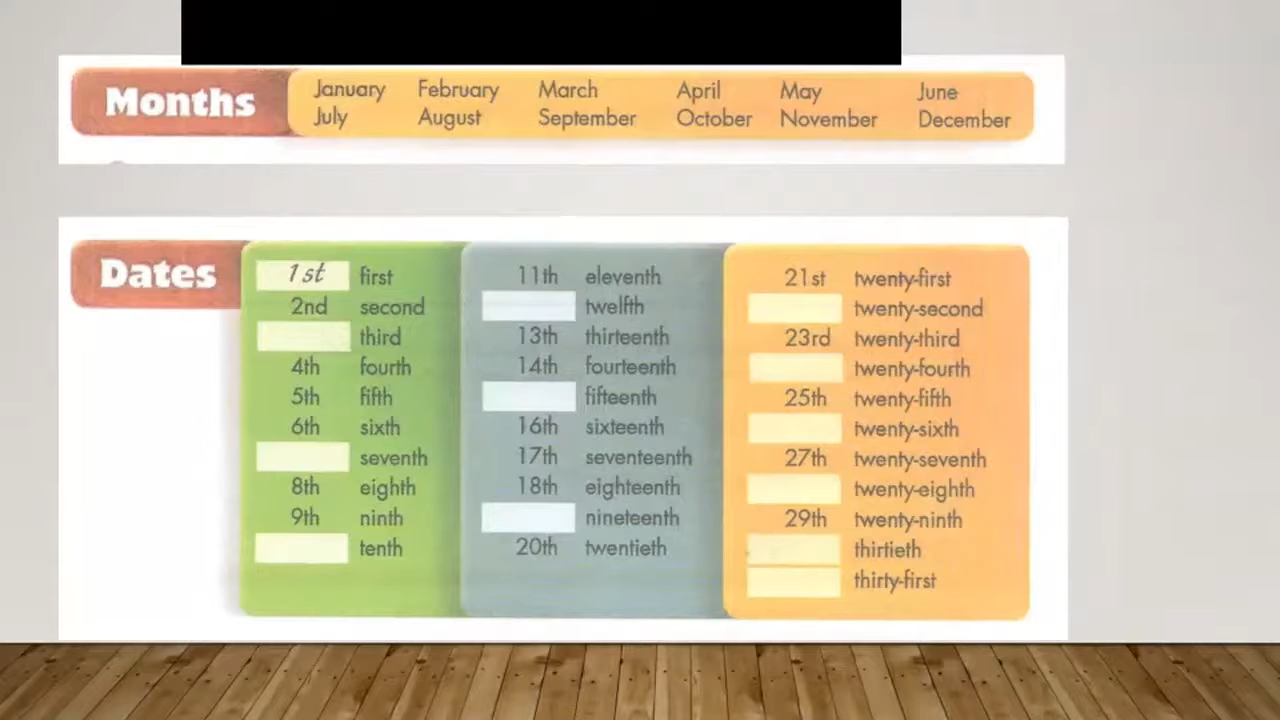 Months
January February March April May June
July August September October November December
Dates
1st first
2nd second
third
4th fourth
5th fifth
6th sixth
seventh
8th eighth
9th ninth
tenth
11th eleventh
twelfth
13th thirteenth
14th fourteenth
fifteenth
16th sixteenth
17th seventeenth
18th eighteenth
nineteenth
20th twentieth
21st twenty-first
twenty-second
23rd twenty-third
twenty-fourth
25th twenty-fifth
twenty-sixth
27th twenty-seventh
twenty-eighth
29th twenty-ninth
thirtieth
thirty-first